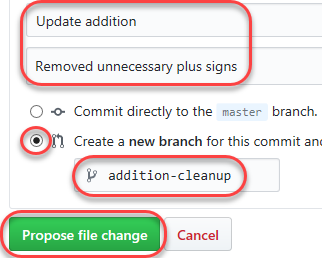 Update addition
Removed unnecessary plus signs
Commit directly to the master branch.
Create a new branch for this commit and
addition-cleanup
Propose file change Cancel